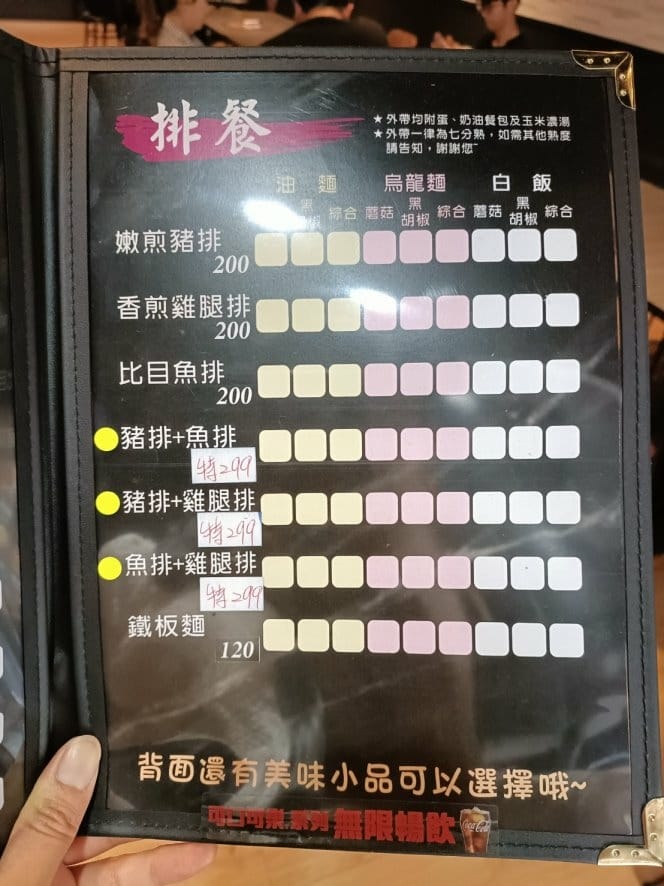 排餐
★外帶均附蛋、奶油餐包及玉米濃湯
★外帶一律為七分熟，如需其他熟度
請告知，謝謝您~
油麵 烏龍麵 白飯
黑胡椒 綜合 蘑菇 黑胡椒 綜合 蘑菇 黑胡椒 綜合
嫩煎豬排
200
香煎雞腿排
200
比目魚排
200
豬排+魚排
特299
豬排+雞腿排
特299
魚排+雞腿排
特299
鐵板麵
120
背面還有美味小品可以選擇哦~
可口可樂系列 無限暢飲
Coca-Cola